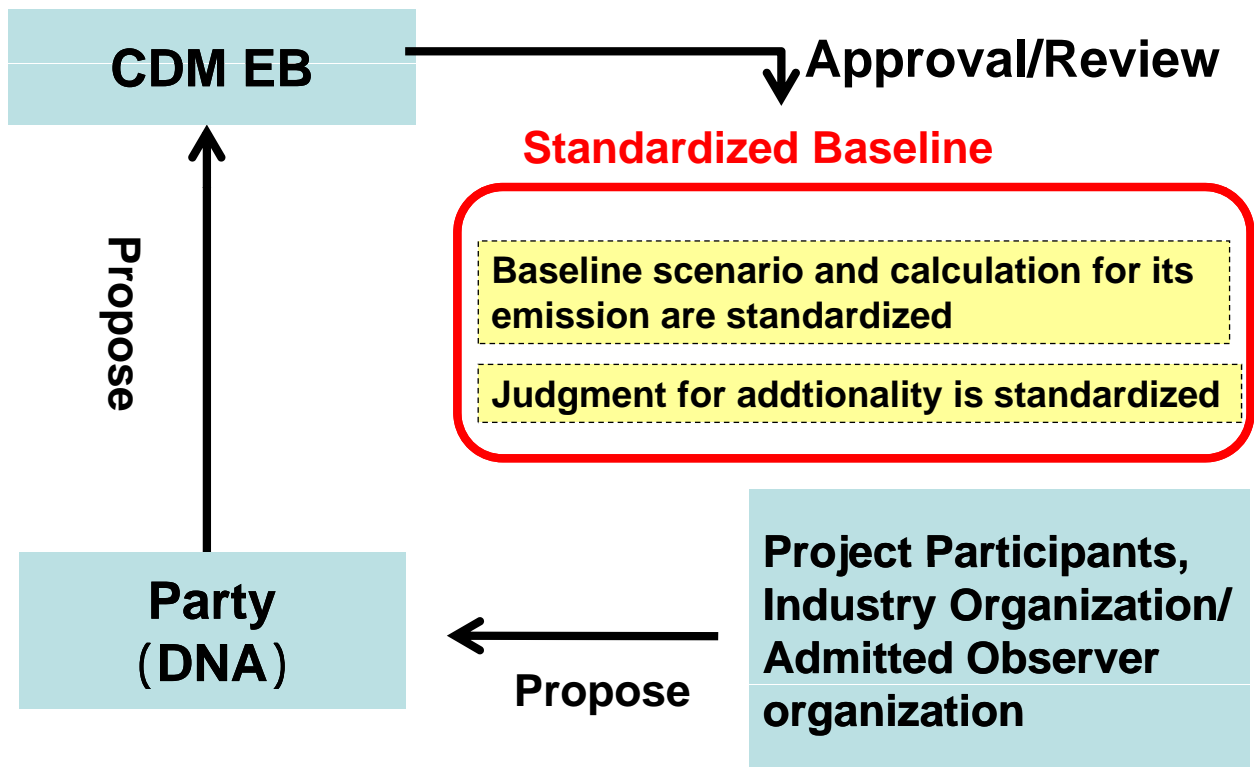 CDM EB
Approval/Review
Standardized Baseline
Baseline scenario and calculation for its
emission are standardized
Judgment for addtionality is standardized
Propose
Party
(DNA)
Propose
Project Participants,
Industry Organization/
Admitted Observer
organization